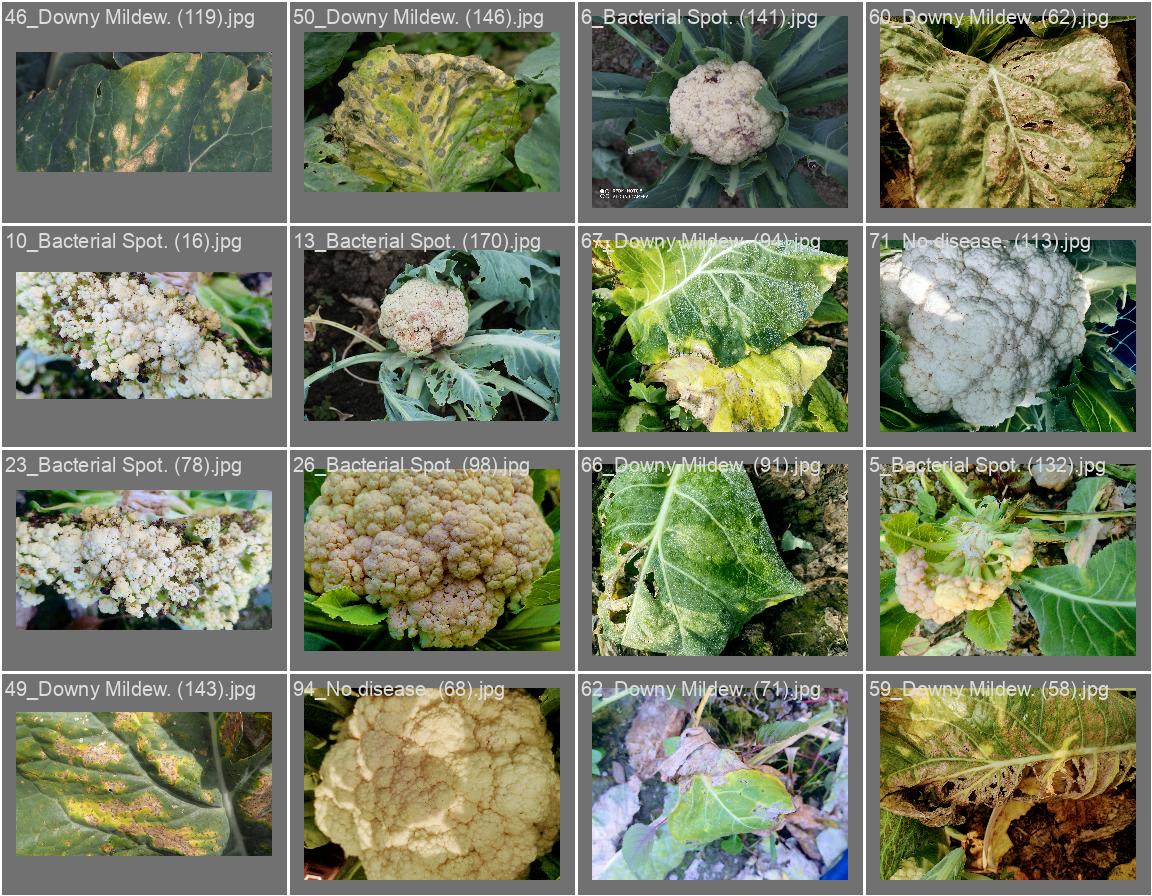 46_Downy Mildew. (119).jpg
50_Downy Mildew. (146).jpg
6_Bacterial Spot. (141).jpg
60_Downy Mildew. (62).jpg
10_Bacterial Spot. (16).jpg
13_Bacterial Spot. (170).jpg
67_Downy Mildew. (94).jpg
71_No disease. (113).jpg
23_Bacterial Spot. (78).jpg
26_Bacterial Spot. (98).jpg
66_Downy Mildew. (91).jpg
5_Bacterial Spot. (132).jpg
49_Downy Mildew. (143).jpg
94_No disease. (68).jpg
62_Downy Mildew. (71).jpg
59_Downy Mildew. (58).jpg